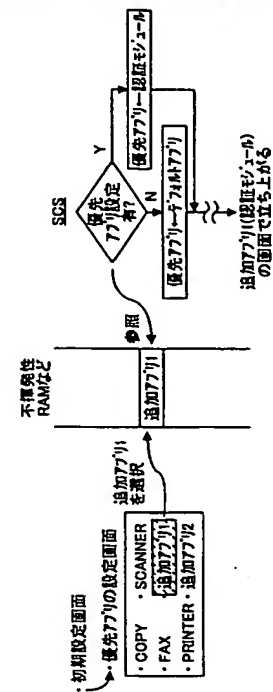 ・初期設定画面
・優先アプリの設定画面
・COPY ・SCANNER
・FAX ・追加アプリ1
・PRINTER ・追加アプリ2
追加アプリ1
を選択
不揮発性
RAMなど
追加アプリ1
参照
SCS
優先
アプリ設定
有?
Y
N
優先アプリ=認証モジュール
優先アプリ=デフォルトアプリ
追加アプリ1(認証モジュール)
の画面で立ち上がる